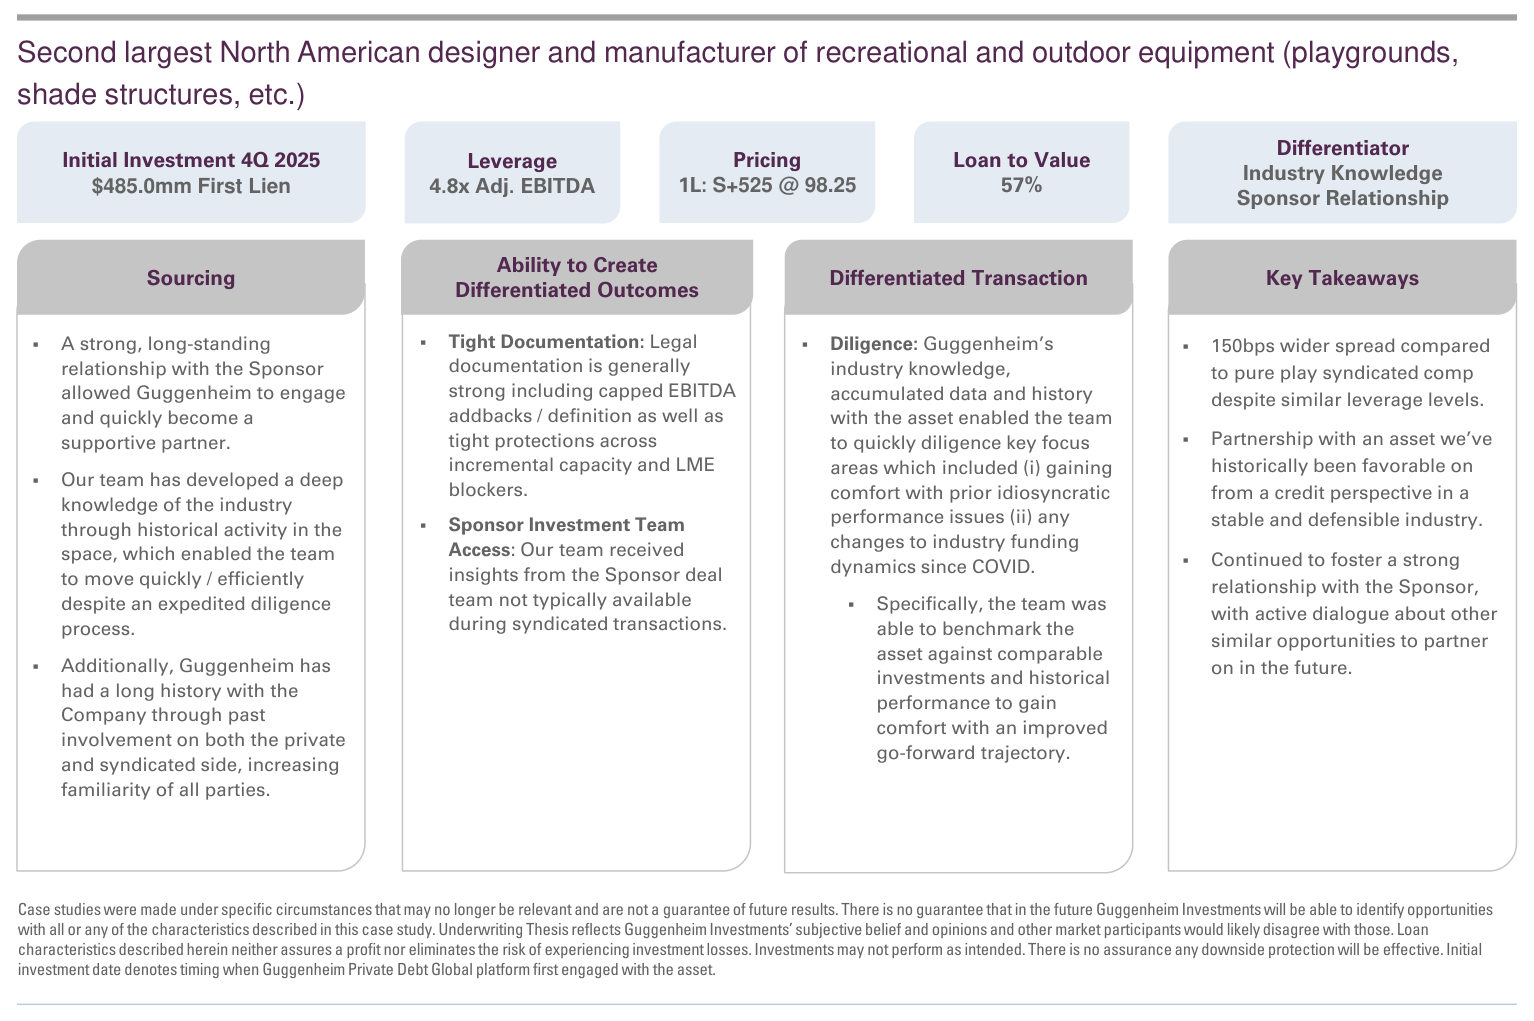 Second largest North American designer and manufacturer of recreational and outdoor equipment (playgrounds,
shade structures, etc.)
Initial Investment 4Q 2025
$485.0mm First Lien
Leverage
4.8x Adj. EBITDA
Pricing
1L: S+525 @ 98.25
Loan to Value
57%
Differentiator
Industry Knowledge
Sponsor Relationship
Sourcing
▪ A strong, long-standing
relationship with the Sponsor
allowed Guggenheim to engage
and quickly become a
supportive partner.
▪ Our team has developed a deep
knowledge of the industry
through historical activity in the
space, which enabled the team
to move quickly / efficiently
despite an expedited diligence
process.
▪ Additionally, Guggenheim has
had a long history with the
Company through past
involvement on both the private
and syndicated side, increasing
familiarity of all parties.
Ability to Create
Differentiated Outcomes
▪ Tight Documentation: Legal
documentation is generally
strong including capped EBITDA
addbacks / definition as well as
tight protections across
incremental capacity and LME
blockers.
▪ Sponsor Investment Team
Access: Our team received
insights from the Sponsor deal
team not typically available
during syndicated transactions.
Differentiated Transaction
▪ Diligence: Guggenheim’s
industry knowledge,
accumulated data and history
with the asset enabled the team
to quickly diligence key focus
areas which included (i) gaining
comfort with prior idiosyncratic
performance issues (ii) any
changes to industry funding
dynamics since COVID.
▪ Specifically, the team was
able to benchmark the
asset against comparable
investments and historical
performance to gain
comfort with an improved
go-forward trajectory.
Key Takeaways
▪ 150bps wider spread compared
to pure play syndicated comp
despite similar leverage levels.
▪ Partnership with an asset we’ve
historically been favorable on
from a credit perspective in a
stable and defensible industry.
▪ Continued to foster a strong
relationship with the Sponsor,
with active dialogue about other
similar opportunities to partner
on in the future.
Case studies were made under specific circumstances that may no longer be relevant and are not a guarantee of future results. There is no guarantee that in the future Guggenheim Investments will be able to identify opportunities
with all or any of the characteristics described in this case study. Underwriting Thesis reflects Guggenheim Investments’ subjective belief and opinions and other market participants would likely disagree with those. Loan
characteristics described herein neither assures a profit nor eliminates the risk of experiencing investment losses. Investments may not perform as intended. There is no assurance any downside protection will be effective. Initial
investment date denotes timing when Guggenheim Private Debt Global platform first engaged with the asset.